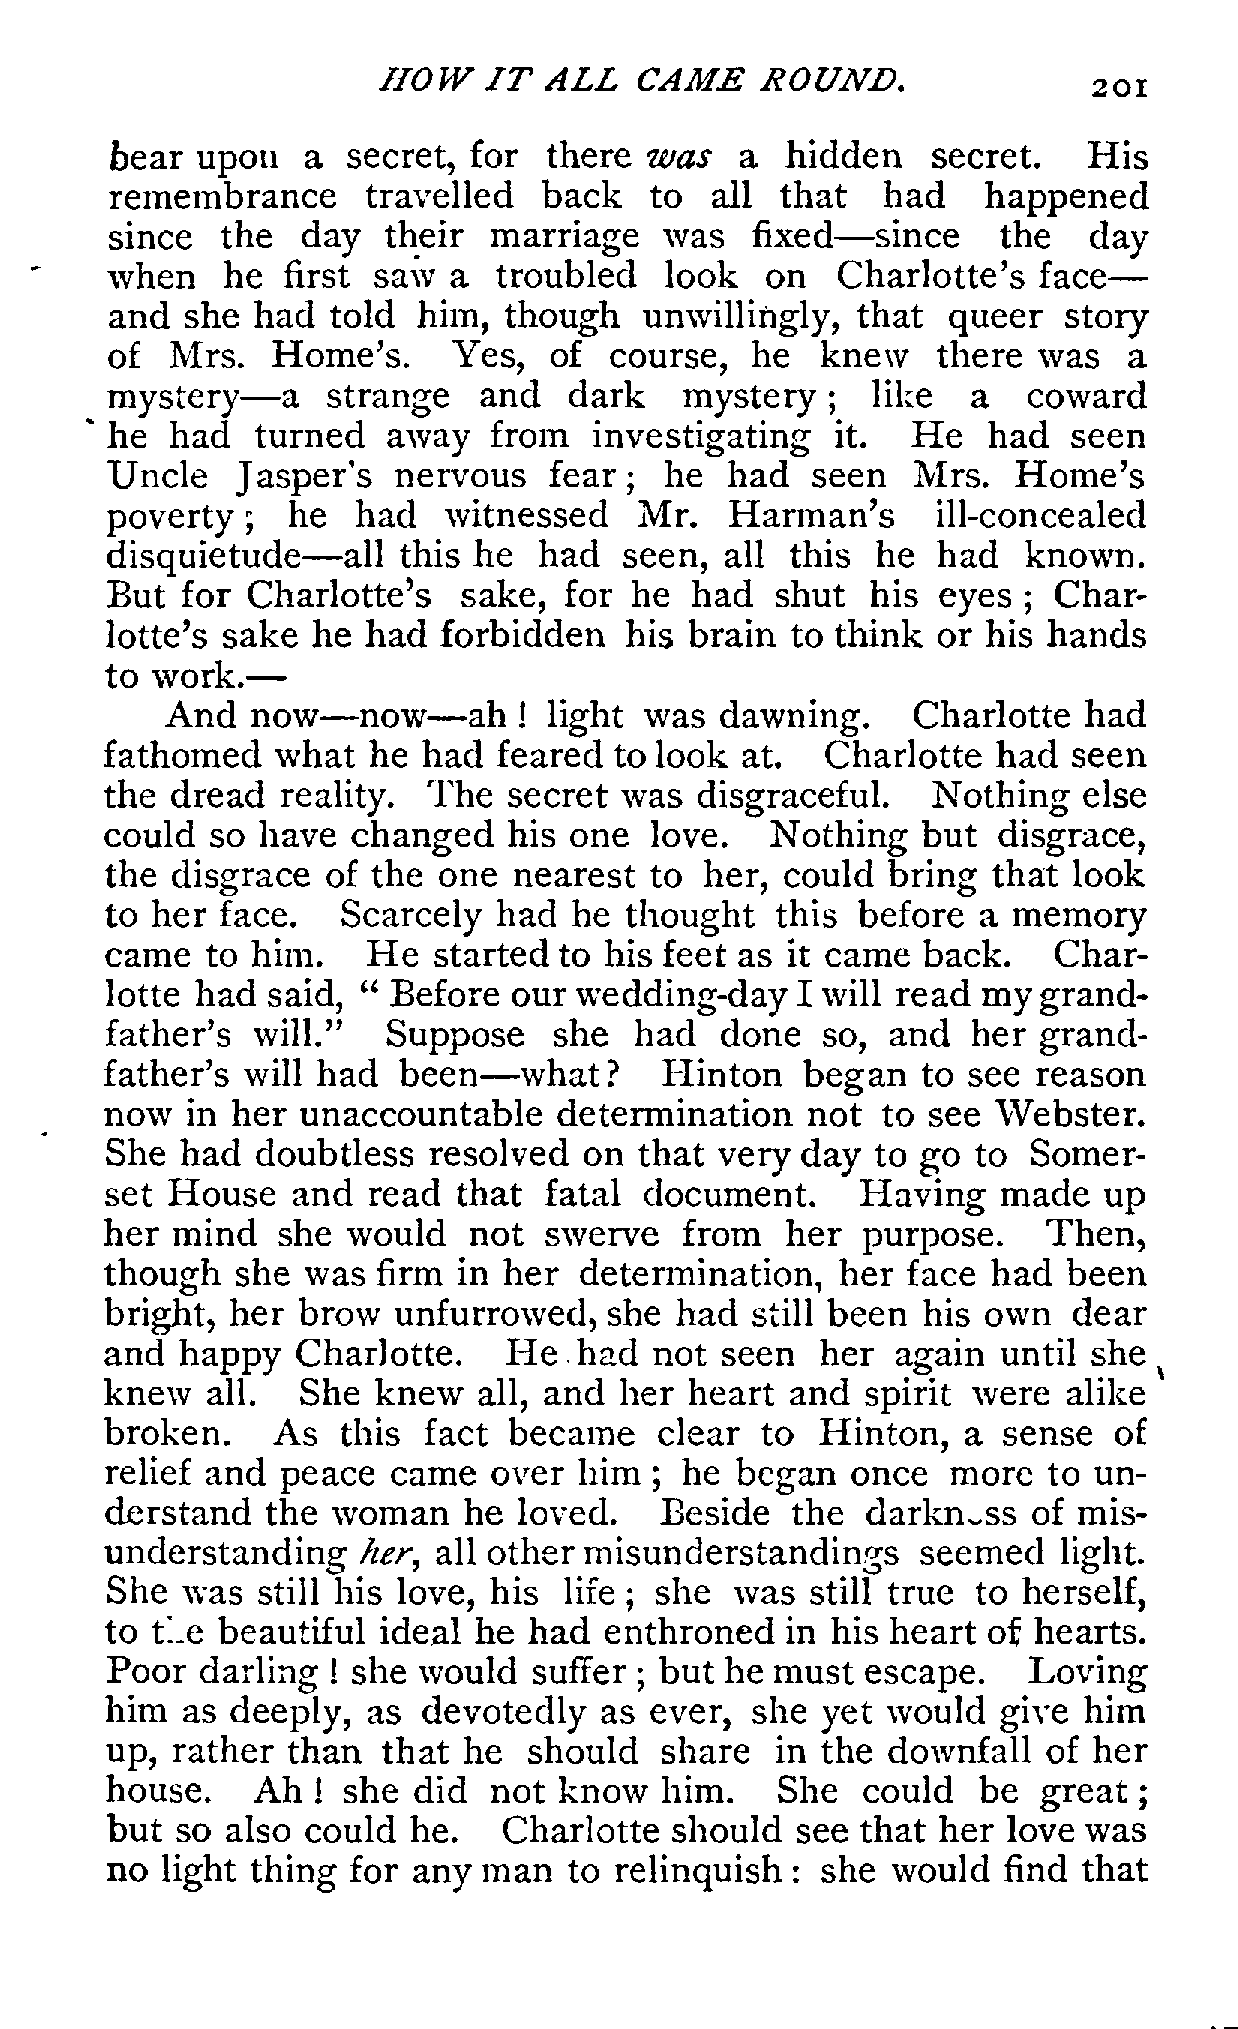 HOW IT ALL CAME ROUND. 201
bear upon a secret, for there was a hidden secret. His
remembrance travelled back to all that had happened
since the day their marriage was fixed—since the day
when he first saw a troubled look on Charlotte's face—
and she had told him, though unwillingly, that queer story
of Mrs. Home's. Yes, of course, he knew there was a
mystery—a strange and dark mystery; like a coward
he had turned away from investigating it. He had seen
Uncle Jasper's nervous fear; he had seen Mrs. Home's
poverty; he had witnessed Mr. Harman's ill-concealed
disquietude—all this he had seen, all this he had known.
But for Charlotte's sake, for he had shut his eyes; Char-
lotte's sake he had forbidden his brain to think or his hands
to work.—
And now—now—ah! light was dawning. Charlotte had
fathomed what he had feared to look at. Charlotte had seen
the dread reality. The secret was disgraceful. Nothing else
could so have changed his one love. Nothing but disgrace,
the disgrace of the one nearest to her, could bring that look
to her face. Scarcely had he thought this before a memory
came to him. He started to his feet as it came back. Char-
lotte had said, "Before our wedding-day I will read my grand-
father's will." Suppose she had done so, and her grand-
father's will had been—what? Hinton began to see reason
now in her unaccountable determination not to see Webster.
She had doubtless resolved on that very day to go to Somer-
set House and read that fatal document. Having made up
her mind she would not swerve from her purpose. Then,
though she was firm in her determination, her face had been
bright, her brow unfurrowed, she had still been his own dear
and happy Charlotte. He had not seen her again until she
knew all. She knew all, and her heart and spirit were alike
broken. As this fact became clear to Hinton, a sense of
relief and peace came over him; he began once more to un-
derstand the woman he loved. Beside the darkness of mis-
understanding her, all other misunderstandings seemed light.
She was still his love, his life; she was still true to herself,
to the beautiful ideal he had enthroned in his heart of hearts.
Poor darling! she would suffer; but he must escape. Loving
him as deeply, as devotedly as ever, she yet would give him
up, rather than that he should share in the downfall of her
house. Ah! she did not know him. She could be great;
but so also could he. Charlotte should see that her love was
no light thing for any man to relinquish: she would find that